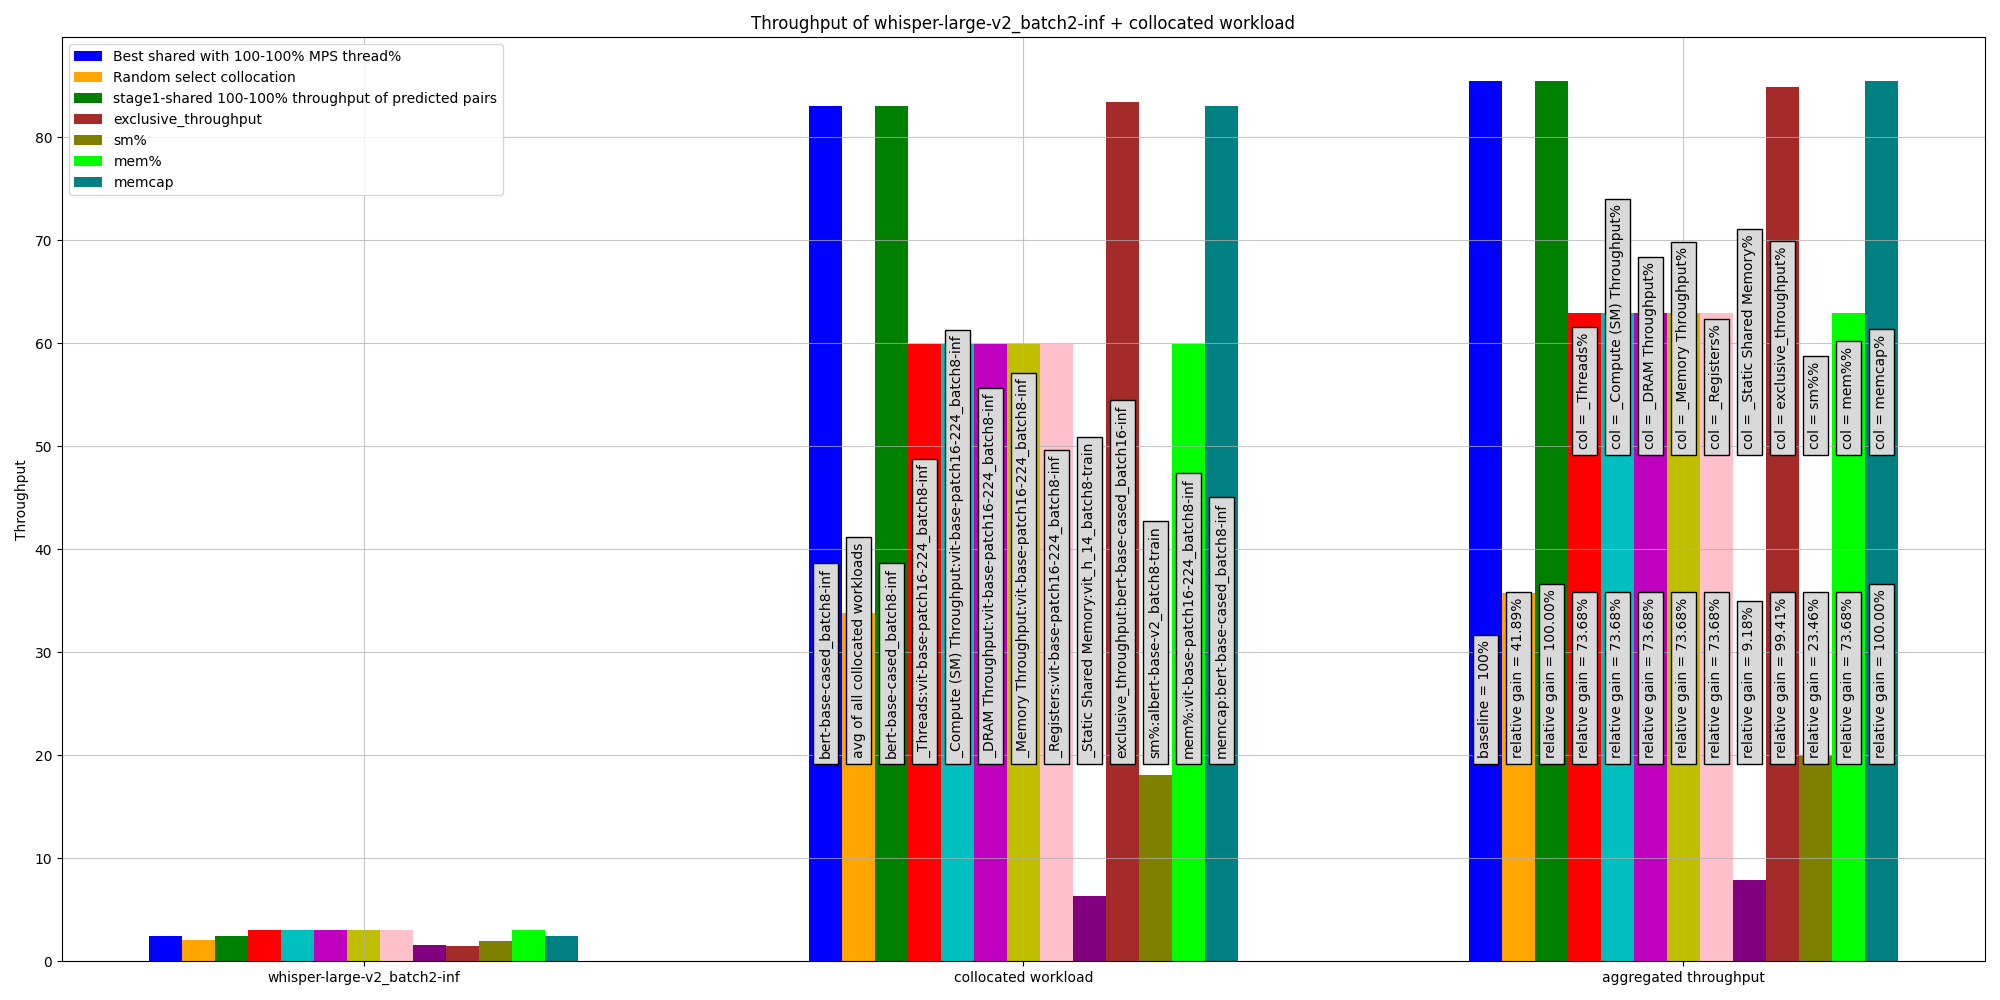 Throughput of whisper-large-v2_batch2-inf + collocated workload
Best shared with 100-100% MPS thread%
Random select collocation
stage1-shared 100-100% throughput of predicted pairs
exclusive_throughput
sm%
mem%
memcap
Throughput
80
70
60
50
40
30
20
10
0
bert-base-cased_batch8-inf
avg of all collocated workloads
bert-base-cased_batch8-inf
_Threads:vit-base-patch16-224_batch8-inf
_Compute (SM) Throughput:vit-base-patch16-224_batch8-inf
_DRAM Throughput:vit-base-patch16-224_batch8-inf
_Memory Throughput:vit-base-patch16-224_batch8-inf
_Registers:vit-base-patch16-224_batch8-inf
_Static Shared Memory:vit_h_14_batch8-train
exclusive_throughput:bert-base-cased_batch16-inf
sm%:albert-base-v2_batch8-train
mem%:vit-base-patch16-224_batch8-inf
memcap:bert-base-cased_batch8-inf
col = _Threads%
col = _Compute (SM) Throughput%
col = _DRAM Throughput%
col = _Memory Throughput%
col = _Registers%
col = _Static Shared Memory%
col = exclusive_throughput%
col = sm%%
col = mem%%
col = memcap%
baseline = 100%
relative gain = 41.89%
relative gain = 100.00%
relative gain = 73.68%
relative gain = 73.68%
relative gain = 73.68%
relative gain = 73.68%
relative gain = 73.68%
relative gain = 9.18%
relative gain = 99.41%
relative gain = 23.46%
relative gain = 73.68%
relative gain = 100.00%
whisper-large-v2_batch2-inf
collocated workload
aggregated throughput